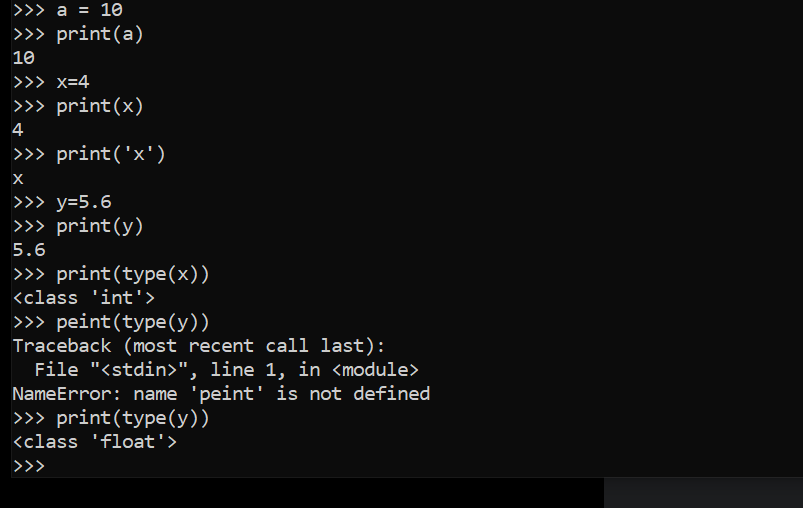 >>> a = 10
>>> print(a)
10
>>> x=4
>>> print(x)
4
>>> print('x')
x
>>> y=5.6
>>> print(y)
5.6
>>> print(type(x))
<class 'int'>
>>> peint(type(y))
Traceback (most recent call last):
  File "<stdin>", line 1, in <module>
NameError: name 'peint' is not defined
>>> print(type(y))
<class 'float'>
>>>